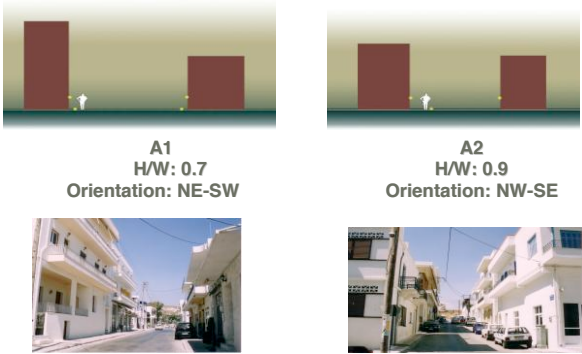 A1
H/W: 0.7
Orientation: NE-SW
A2
H/W: 0.9
Orientation: NW-SE